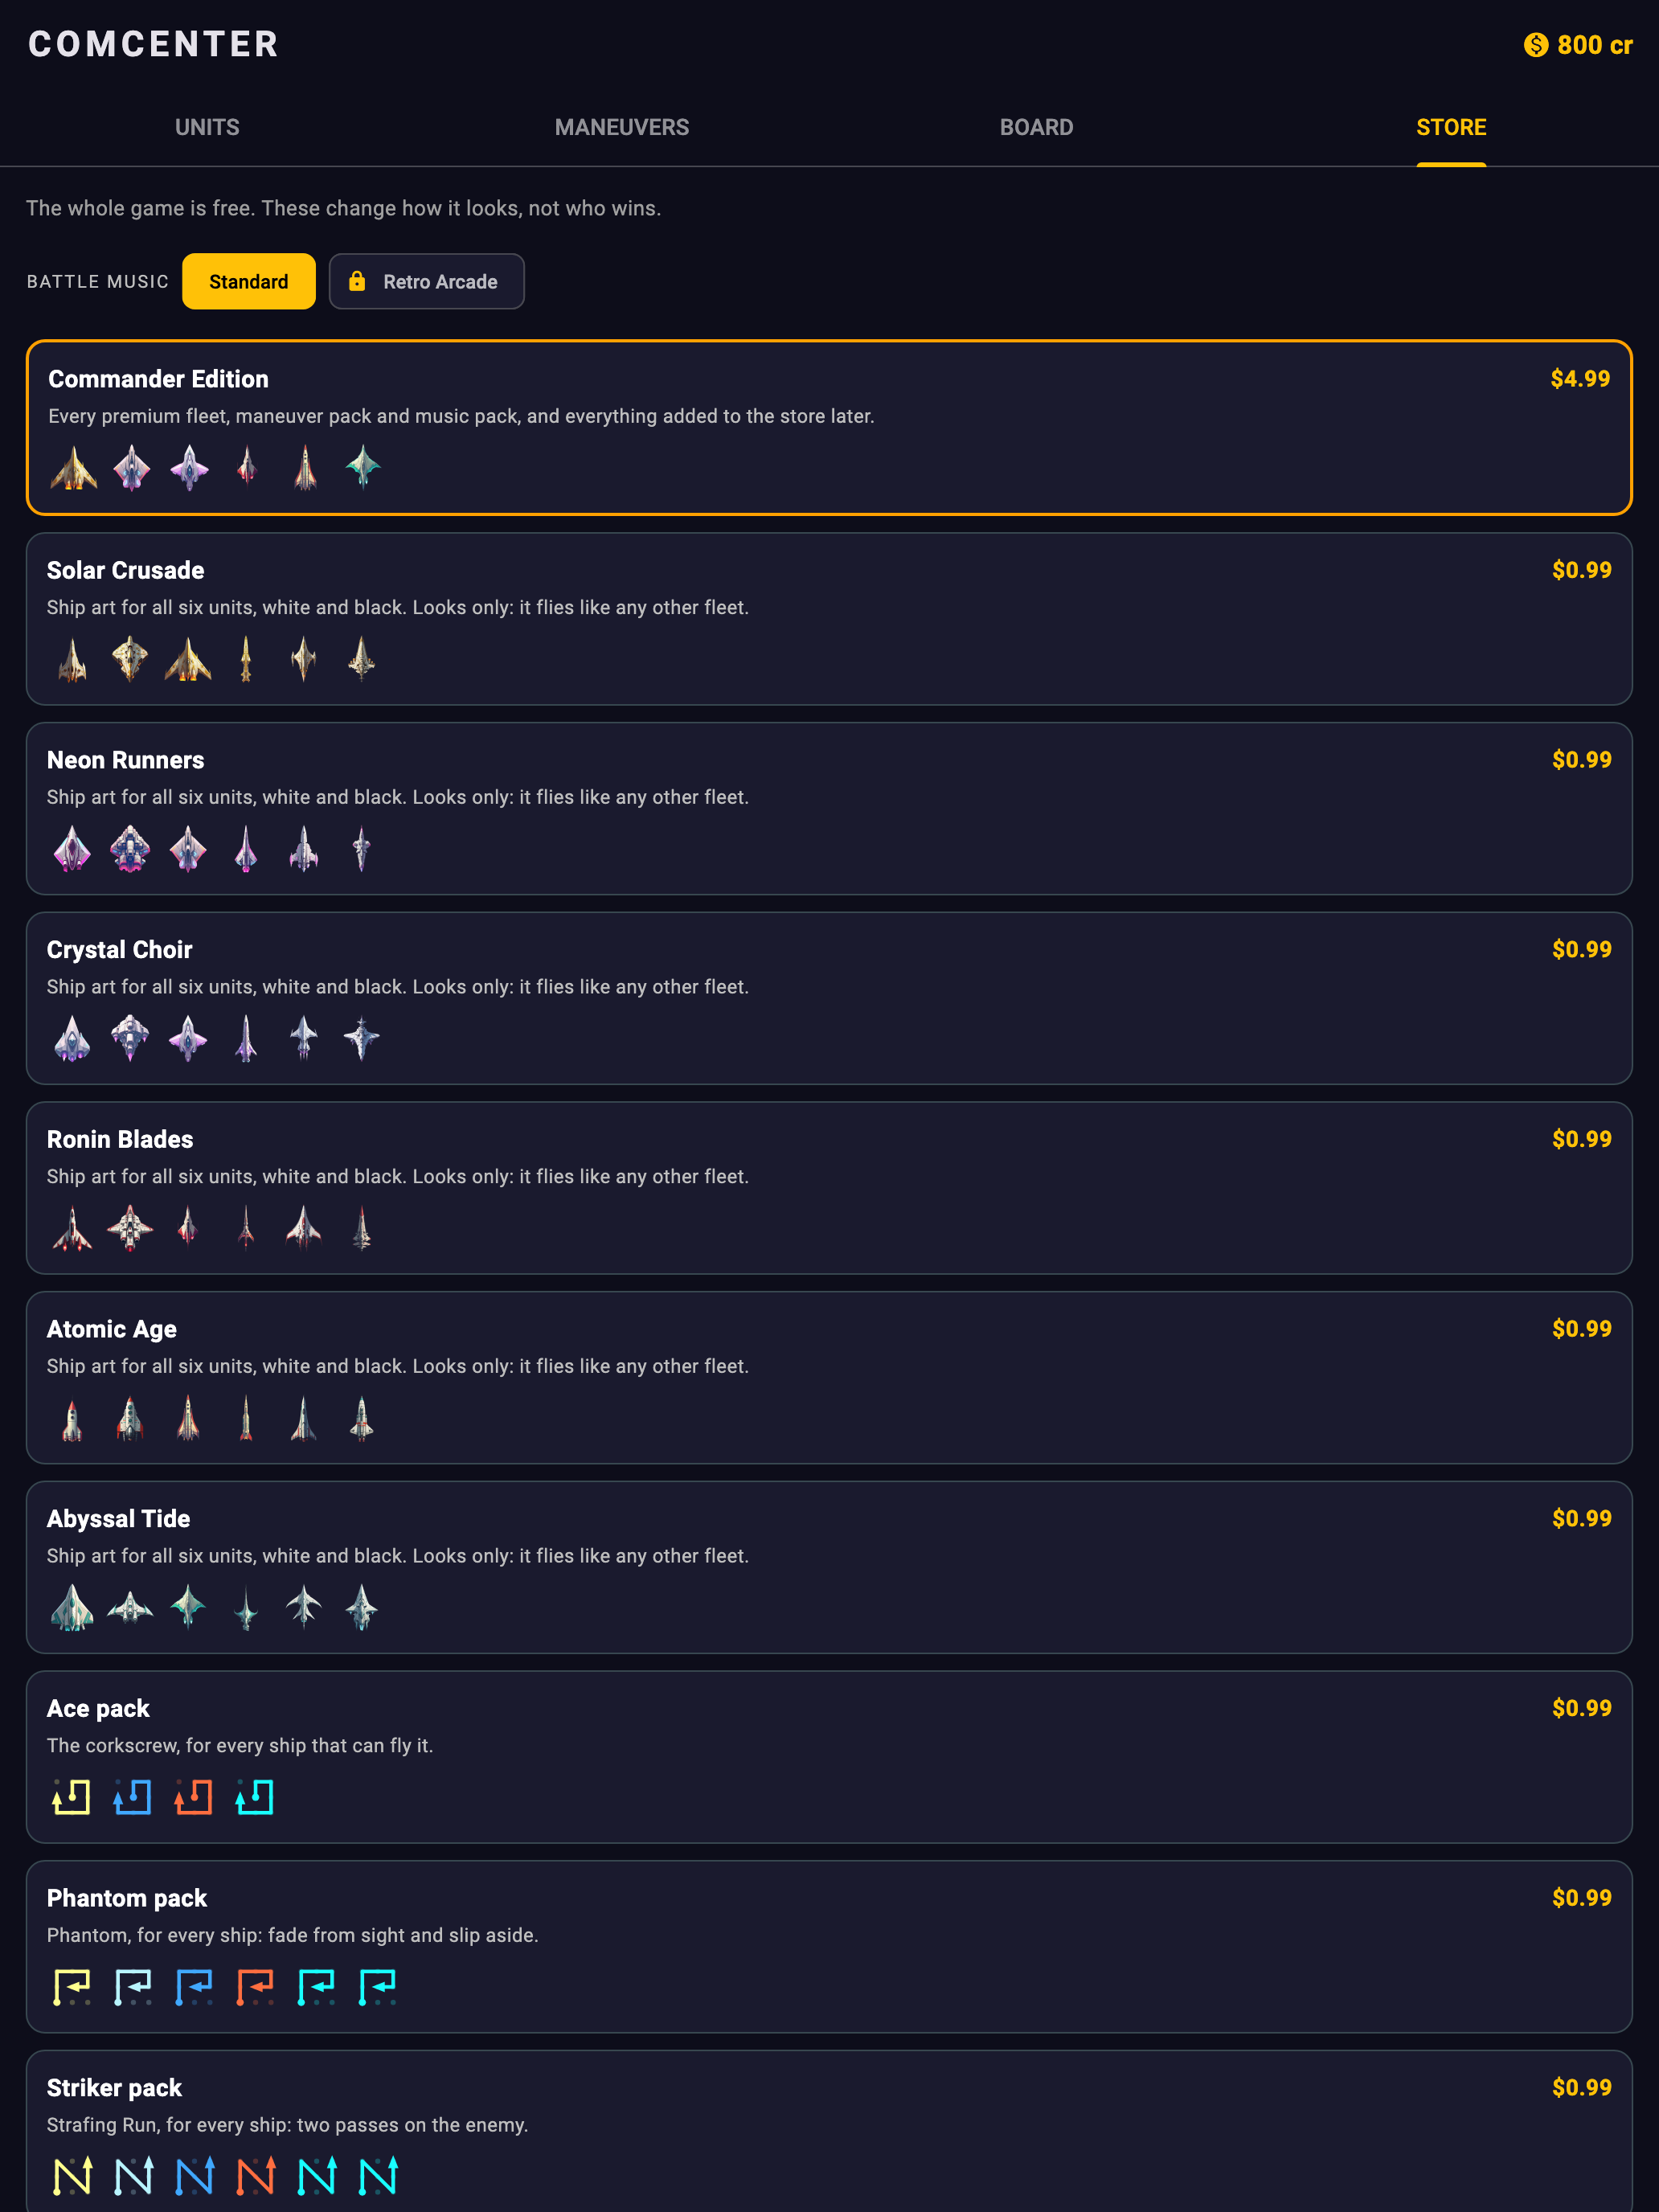 COMCENTER
800 cr
UNITS
MANEUVERS
BOARD
STORE
The whole game is free. These change how it looks, not who wins.
BATTLE MUSIC
Standard
Retro Arcade
Commander Edition
$4.99
Every premium fleet, maneuver pack and music pack, and everything added to the store later.
Solar Crusade
$0.99
Ship art for all six units, white and black. Looks only: it flies like any other fleet.
Neon Runners
$0.99
Ship art for all six units, white and black. Looks only: it flies like any other fleet.
Crystal Choir
$0.99
Ship art for all six units, white and black. Looks only: it flies like any other fleet.
Ronin Blades
$0.99
Ship art for all six units, white and black. Looks only: it flies like any other fleet.
Atomic Age
$0.99
Ship art for all six units, white and black. Looks only: it flies like any other fleet.
Abyssal Tide
$0.99
Ship art for all six units, white and black. Looks only: it flies like any other fleet.
Ace pack
$0.99
The corkscrew, for every ship that can fly it.
Phantom pack
$0.99
Phantom, for every ship: fade from sight and slip aside.
Striker pack
$0.99
Strafing Run, for every ship: two passes on the enemy.